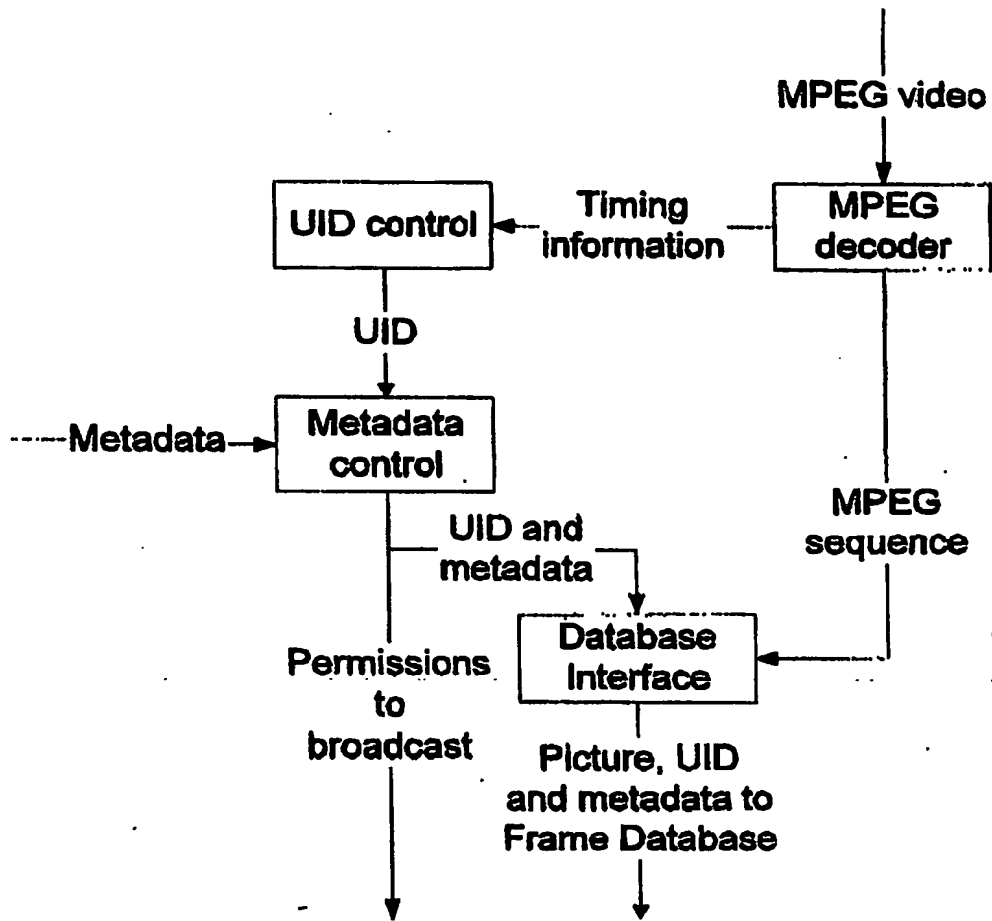 MPEG video
UID control
Timing
information
MPEG
decoder
UID
Metadata
Metadata
control
UID and
metadata
MPEG
sequence
Database
Interface
Permissions
to
broadcast
Picture, UID
and metadata to
Frame Database